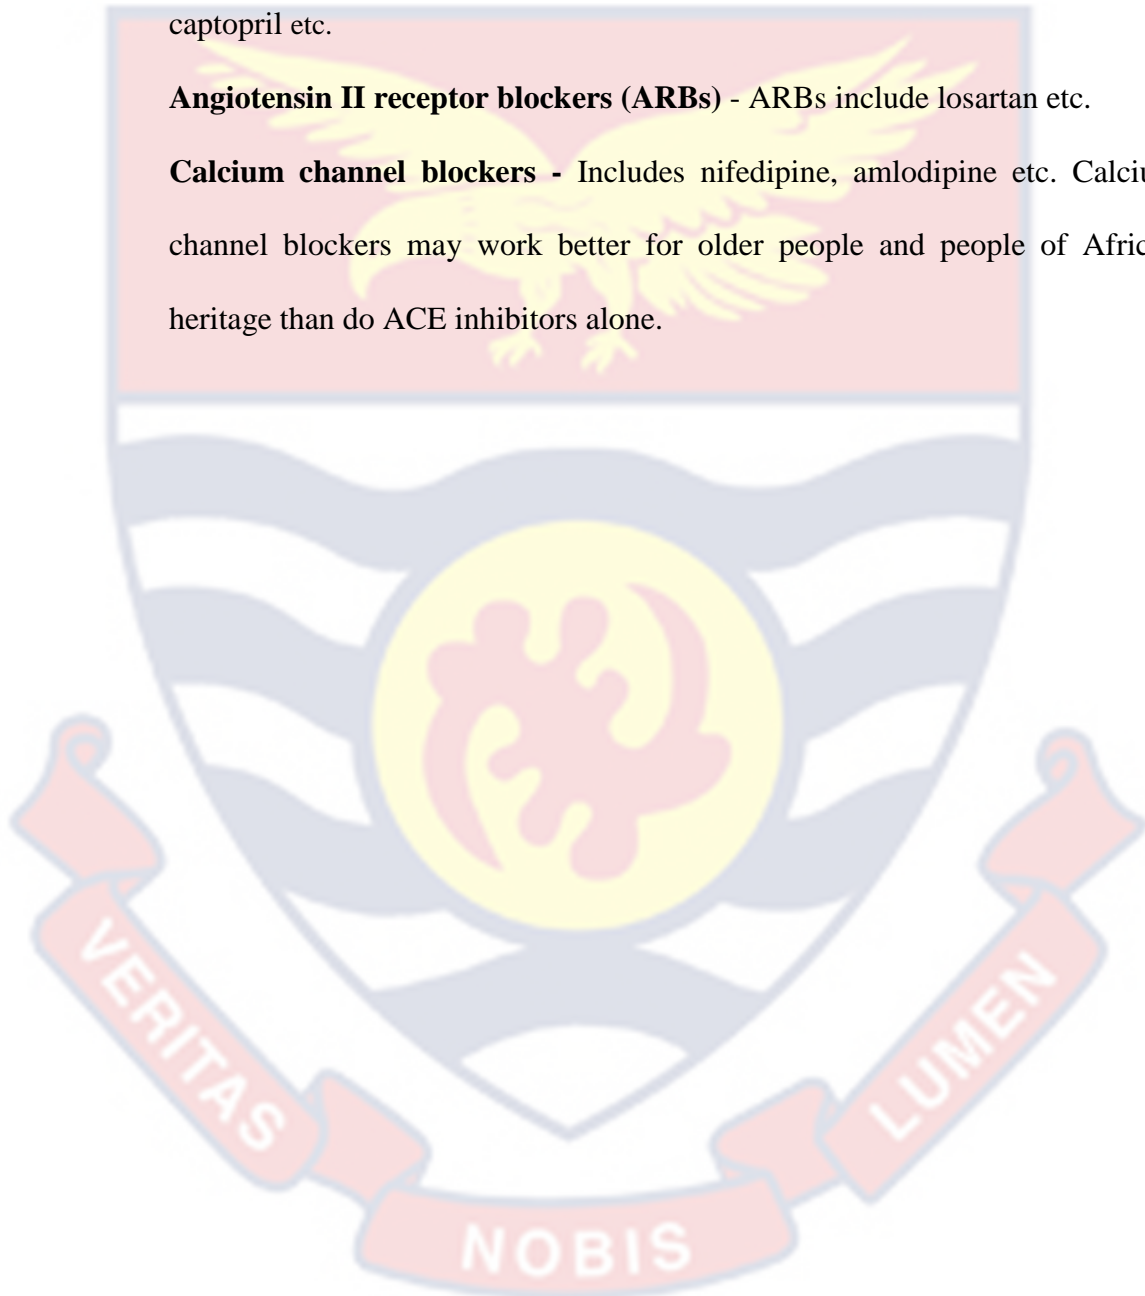 captopril etc.
Angiotensin II receptor blockers (ARBs) - ARBs include losartan etc.
Calcium channel blockers - Includes nifedipine, amlodipine etc.
channel blockers may work better for older people and people of
heritage than do ACE inhibitors alone.
VERITAS
NOBIS
LUMEN